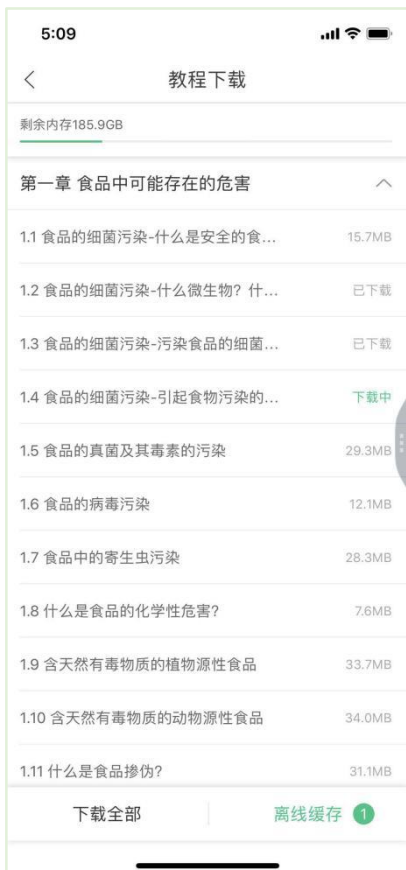 5:09
教程下载
剩余内存185.9GB
第一章 食品中可能存在的危害
1.1 食品的细菌污染-什么是安全的食... 15.7MB
1.2 食品的细菌污染-什么微生物？什... 已下载
1.3 食品的细菌污染-污染食品的细菌... 已下载
1.4 食品的细菌污染-引起食物污染的... 下载中
1.5 食品的真菌及其毒素的污染 29.3MB
1.6 食品的病毒污染 12.1MB
1.7 食品中的寄生虫污染 28.3MB
1.8 什么是食品的化学性危害? 7.6MB
1.9 含天然有毒物质的植物源性食品 33.7MB
1.10 含天然有毒物质的动物源性食品 34.0MB
1.11 什么是食品掺伪? 31.1MB
下载全部 离线缓存 1